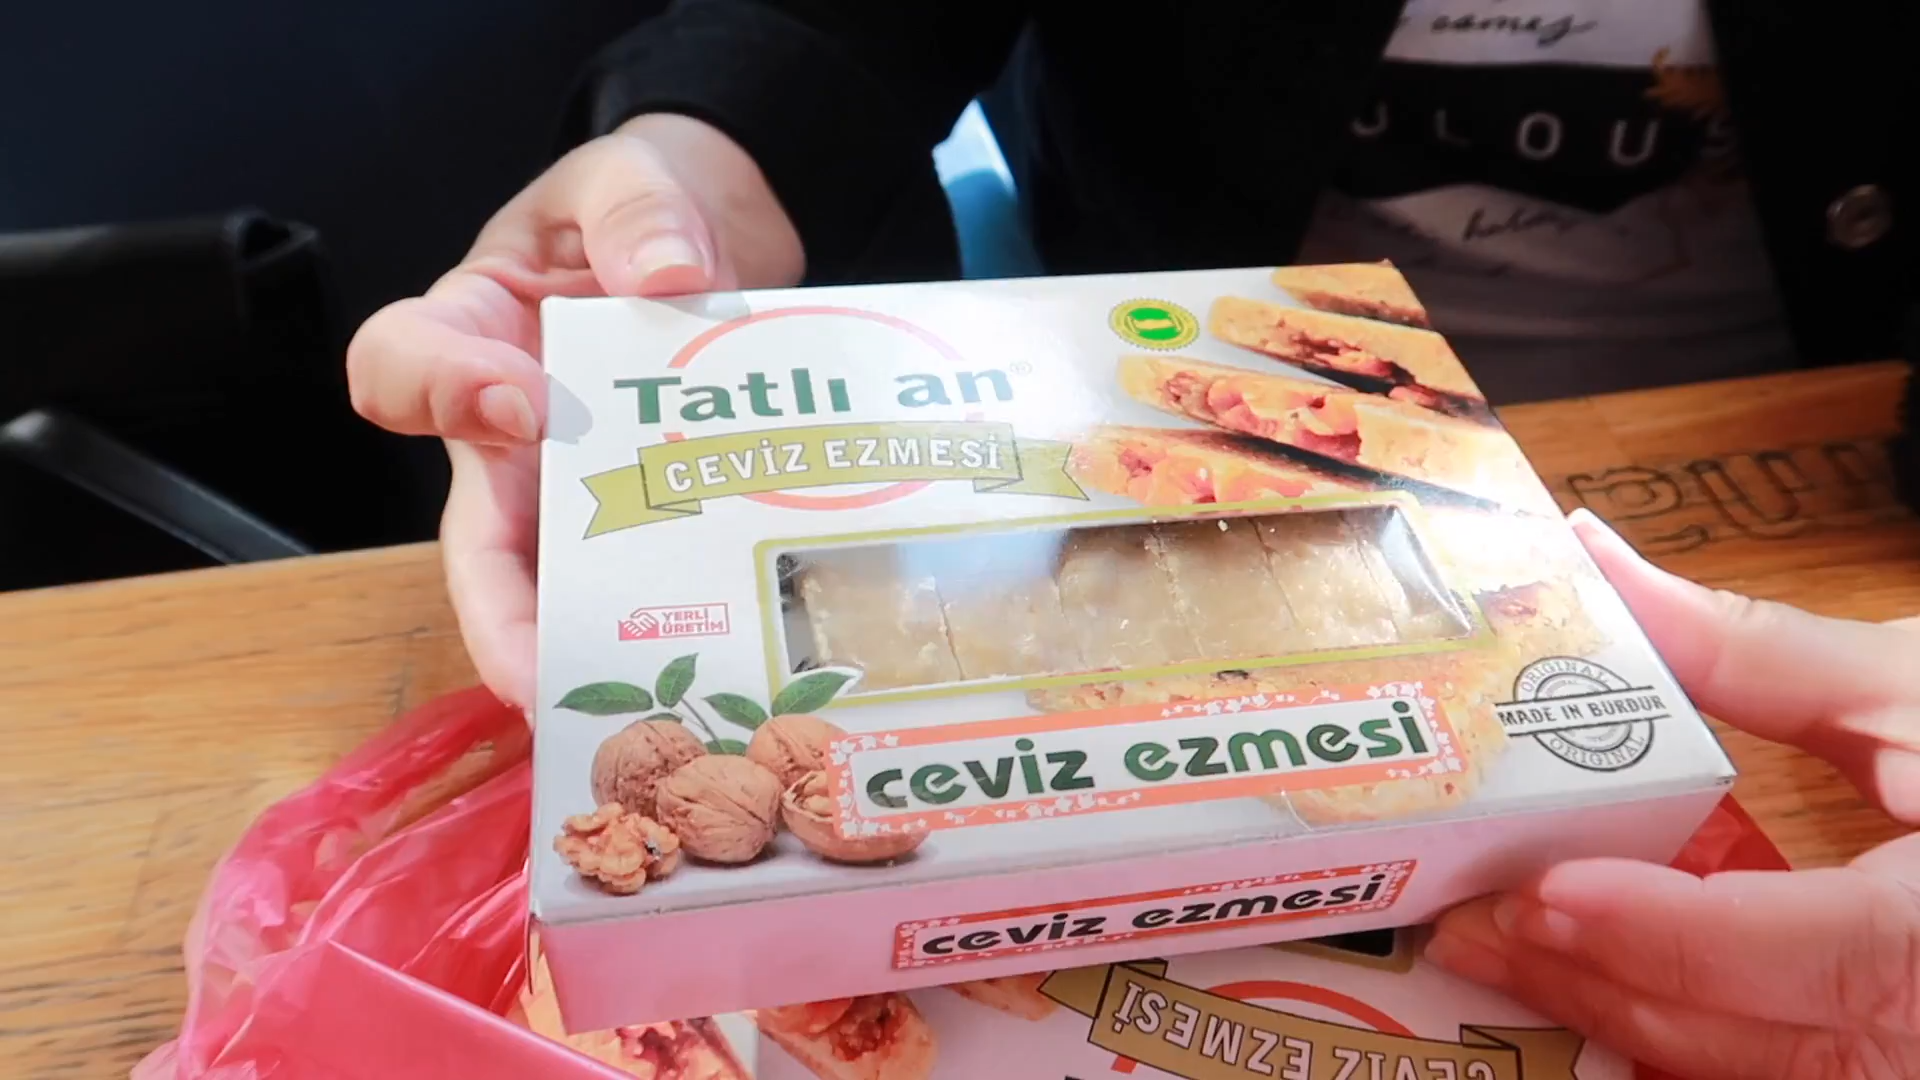 Tatlı an®
CEVİZ EZMESİ
YERLİ
ÜRETİM
ORIGINAL
MADE IN BURDUR
ORIGINAL
ceviz ezmesi
ceviz ezmesi
CEVİZ EZMESİ